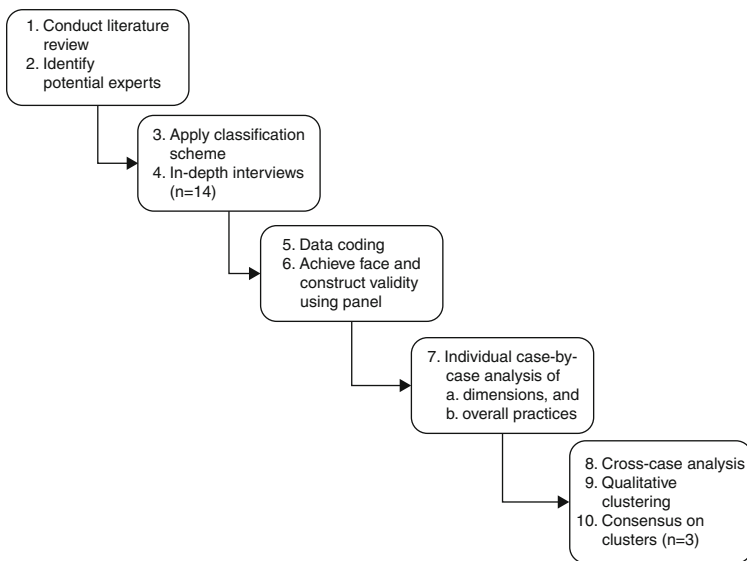 1. Conduct literature
review
2. Identify
potential experts
3. Apply classification
scheme
4. In-depth interviews
(n=14)
5. Data coding
6. Achieve face and
construct validity
using panel
7. Individual case-by-
case analysis of
a. dimensions, and
b. overall practices
8. Cross-case analysis
9. Qualitative
clustering
10. Consensus on
clusters (n=3)